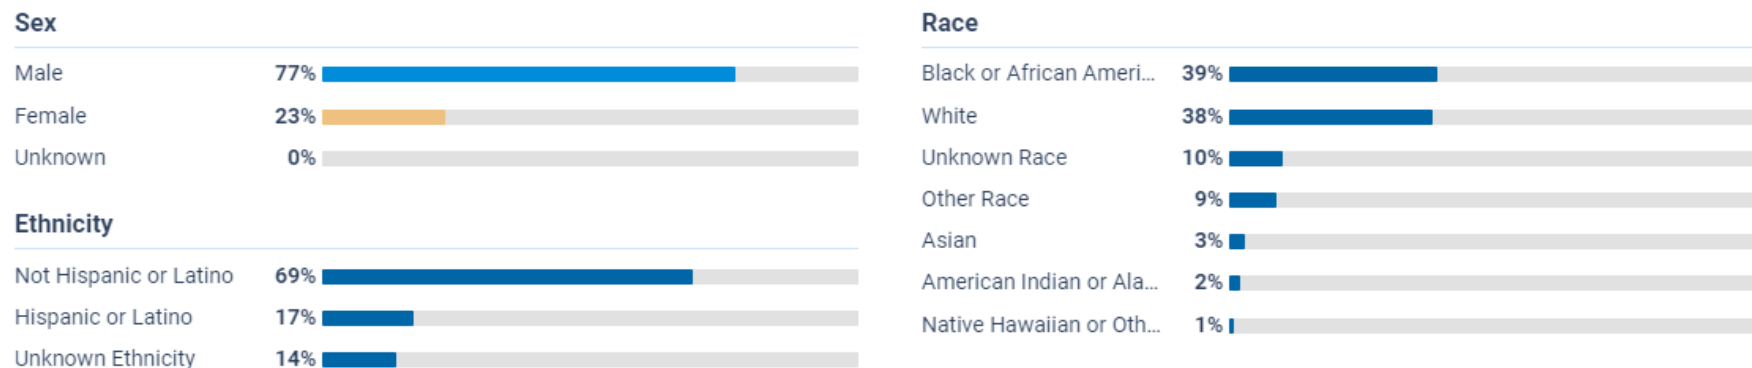 Sex
Male 77%
Female 23%
Unknown 0%
Ethnicity
Not Hispanic or Latino 69%
Hispanic or Latino 17%
Unknown Ethnicity 14%
Race
Black or African Ameri... 39%
White 38%
Unknown Race 10%
Other Race 9%
Asian 3%
American Indian or Ala... 2%
Native Hawaiian or Oth... 1%